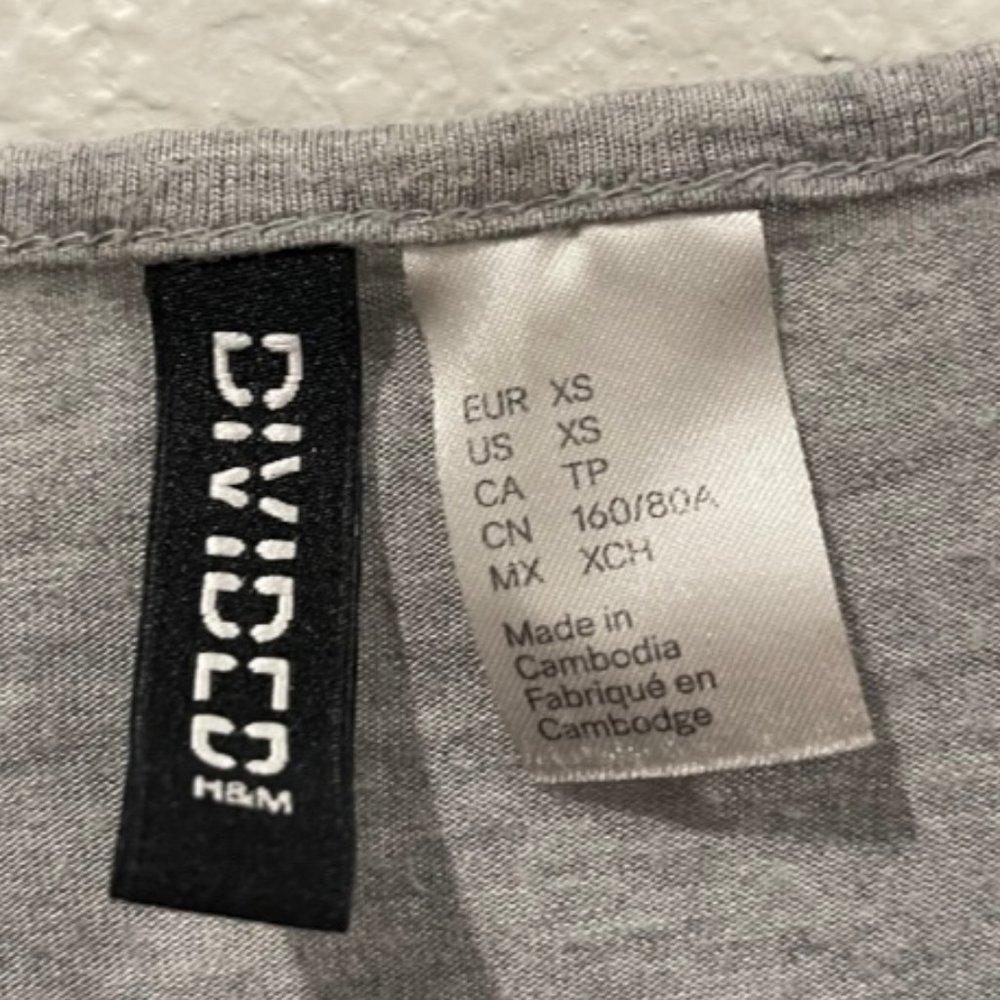 DIVIDED
H&M
EUR XS
US XS
CA TP
CN 160/80A
MX XCH
Made in
Cambodia
Fabriqué en
Cambodge